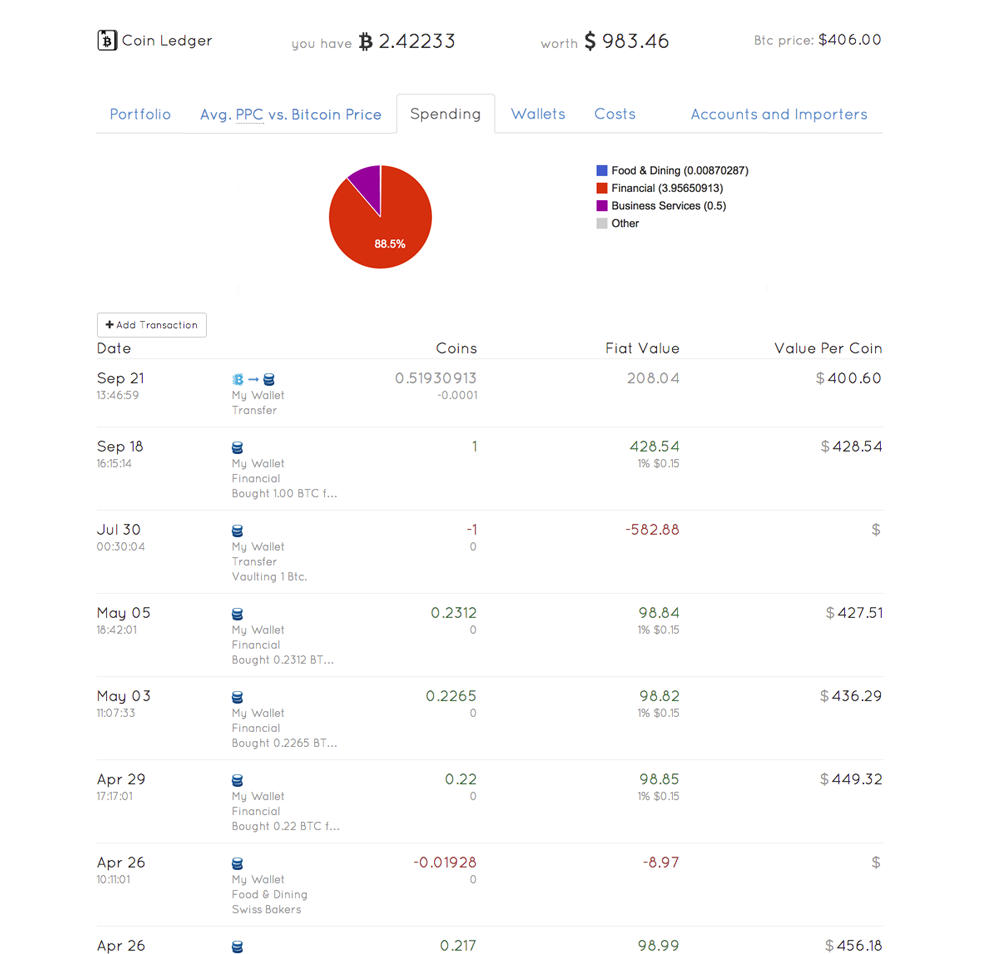 Coin Ledger you have ฿ 2.42233 worth $ 983.46 Btc price: $406.00
Portfolio Avg. PPC vs. Bitcoin Price Spending Wallets Costs Accounts and Importers
88.5%
Food & Dining (0.00870287)
Financial (3.95650913)
Business Services (0.5)
Other
+ Add Transaction
Date Coins Fiat Value Value Per Coin
Sep 21 0.51930913 208.04 $ 400.60
13:46:59 My Wallet -0.0001
Transfer
Sep 18 1 428.54 $ 428.54
16:15:14 My Wallet 1% $0.15
Financial
Bought 1.00 BTC f...
Jul 30 -1 -582.88 $
00:30:04 My Wallet 0
Transfer
Vaulting 1 Btc.
May 05 0.2312 98.84 $ 427.51
18:42:01 My Wallet 0 1% $0.15
Financial
Bought 0.2312 BT...
May 03 0.2265 98.82 $ 436.29
11:07:33 My Wallet 0 1% $0.15
Financial
Bought 0.2265 BT...
Apr 29 0.22 98.85 $ 449.32
17:17:01 My Wallet 0 1% $0.15
Financial
Bought 0.22 BTC f...
Apr 26 -0.01928 -8.97 $
10:11:01 My Wallet 0
Food & Dining
Swiss Bakers
Apr 26 0.217 98.99 $ 456.18